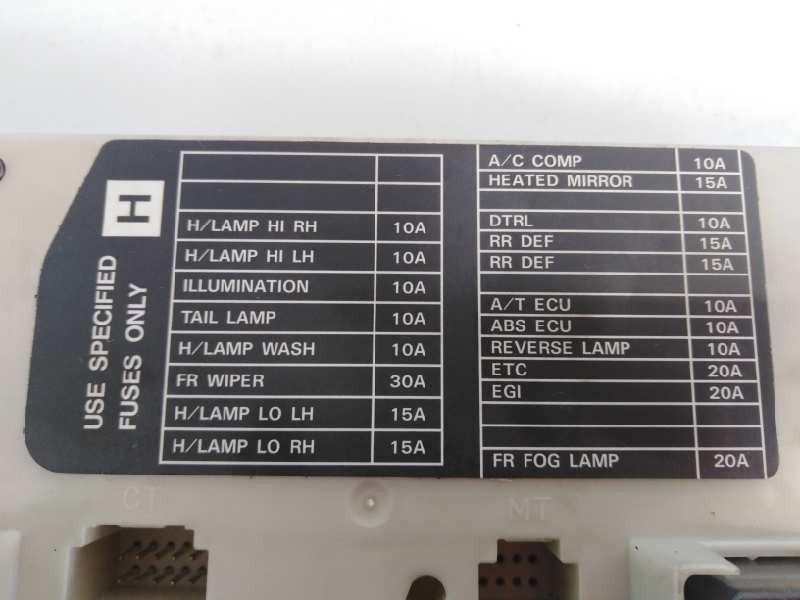 H
USE SPECIFIED
FUSES ONLY
H/LAMP HI RH 10A
H/LAMP HI LH 10A
ILLUMINATION 10A
TAIL LAMP 10A
H/LAMP WASH 10A
FR WIPER 30A
H/LAMP LO LH 15A
H/LAMP LO RH 15A
A/C COMP 10A
HEATED MIRROR 15A
DTRL 10A
RR DEF 15A
RR DEF 15A
A/T ECU 10A
ABS ECU 10A
REVERSE LAMP 10A
ETC 20A
EGI 20A
FR FOG LAMP 20A
CT
MT